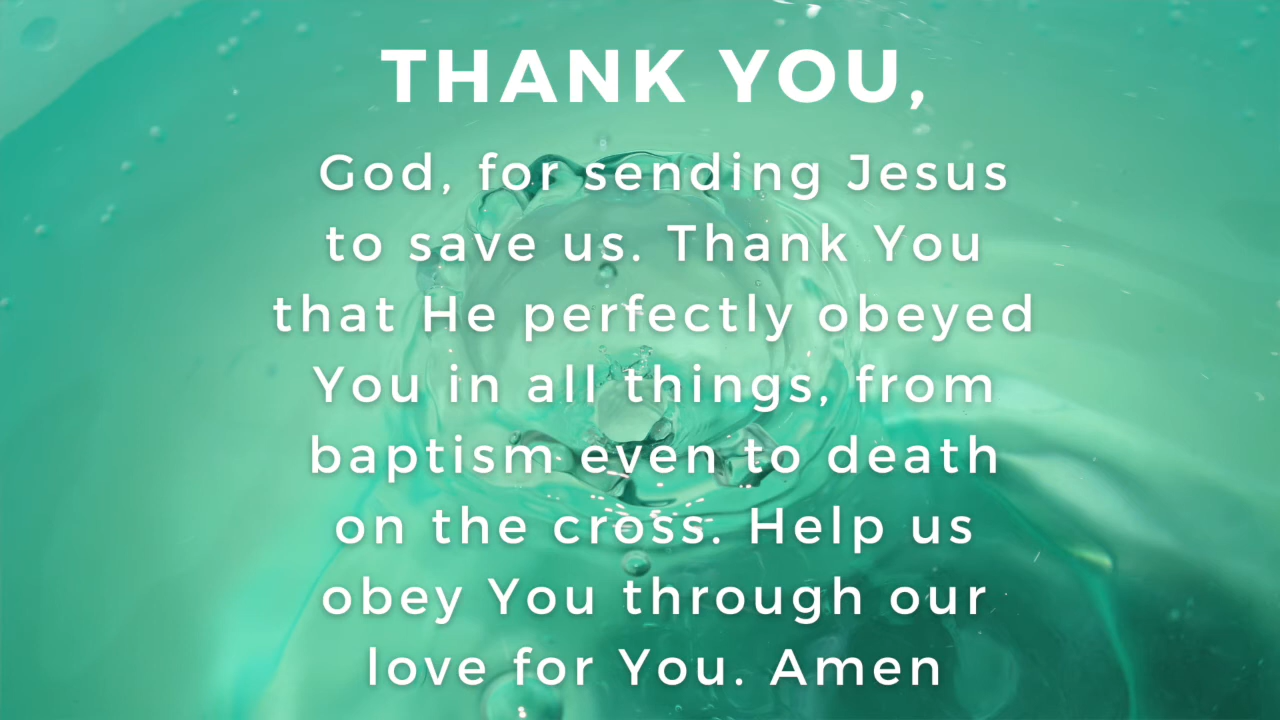 THANK YOU,
God, for sending Jesus
to save us. Thank You
that He perfectly obeyed
You in all things, from
baptism even to death
on the cross. Help us
obey You through our
love for You. Amen